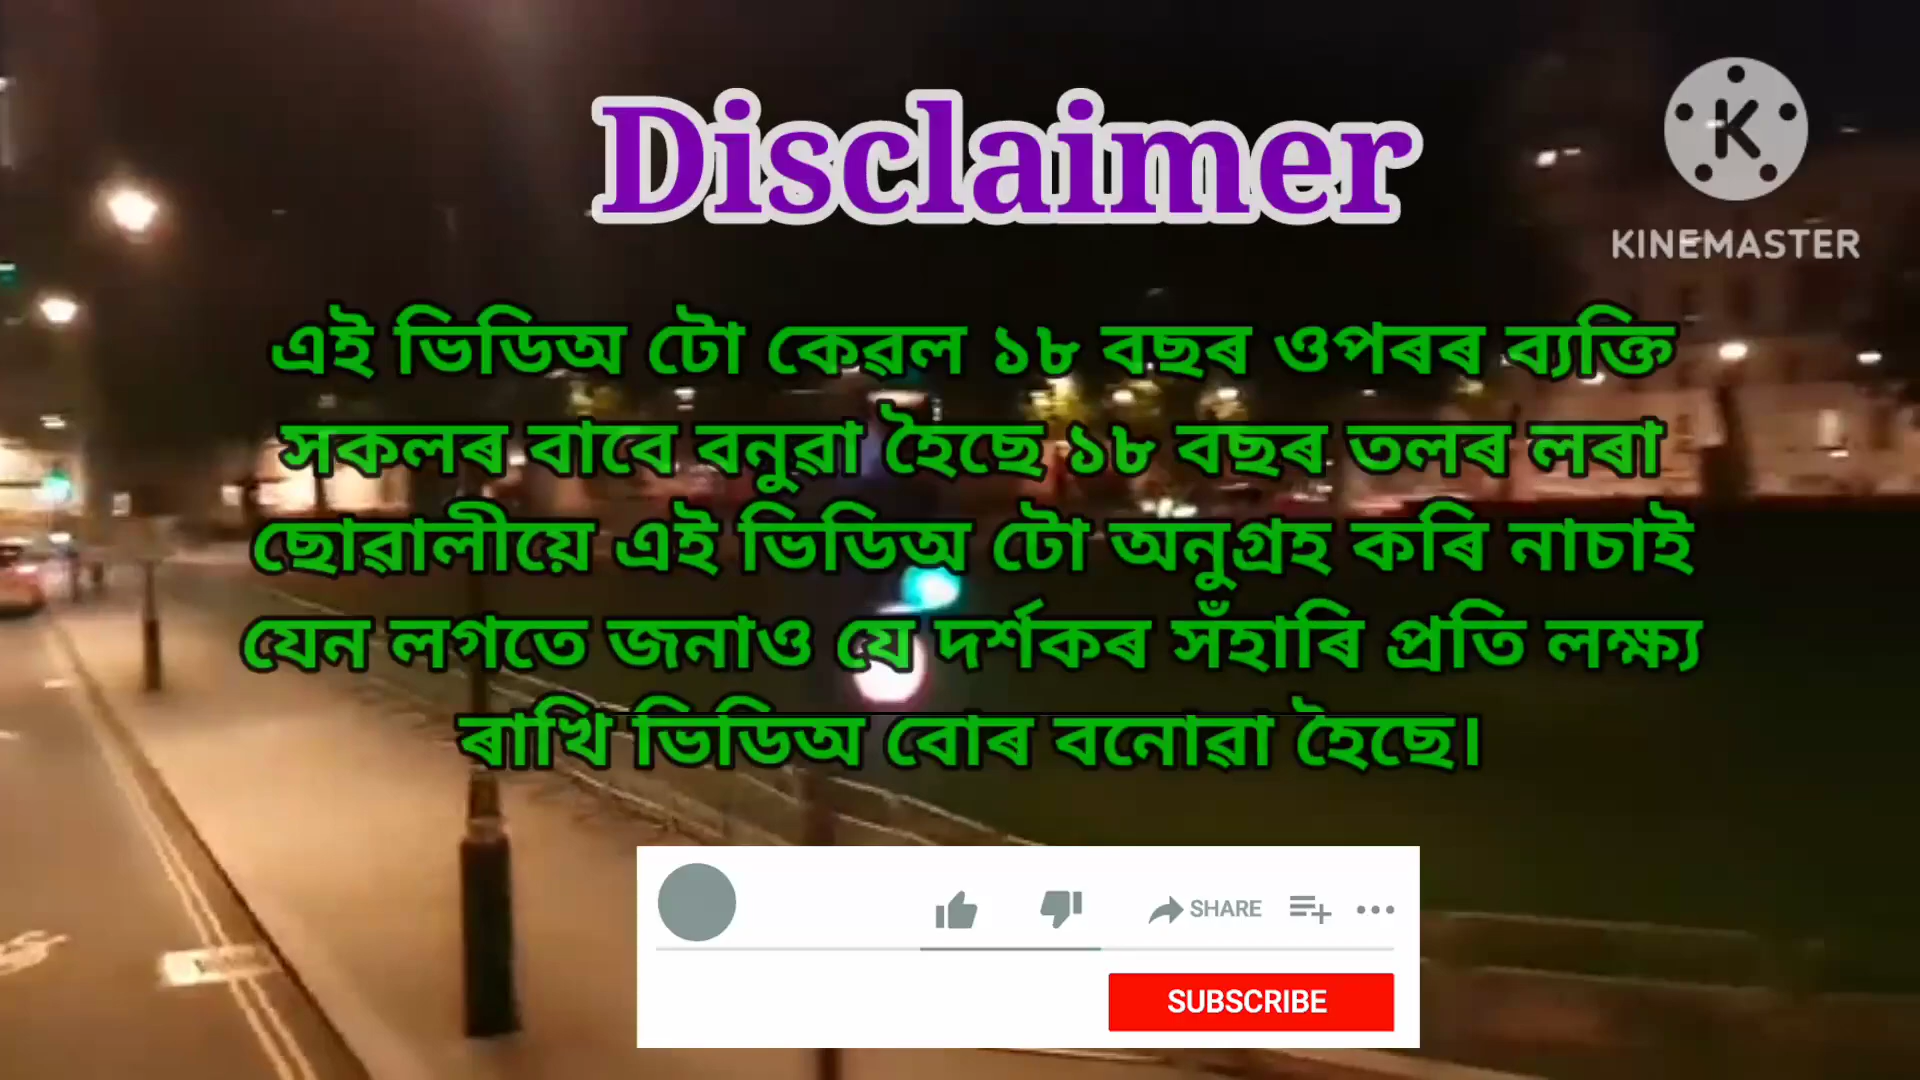 Disclaimer
KINEMASTER
এই ভিডিঅ টো কেৱল ১৮ বছৰ ওপৰৰ ব্যক্তি
সকলৰ বাবে বনুৱা হৈছে ১৮ বছৰ তলৰ লৰা
ছোৱালীয়ে এই ভিডিঅ টো অনুগ্ৰহ কৰি নাচাই
যেন লগতে জনাও যে দৰ্শকৰ সঁহাৰি প্ৰতি লক্ষ্য
ৰাখি ভিডিঅ বোৰ বনোৱা হৈছে।
SHARE
SUBSCRIBE